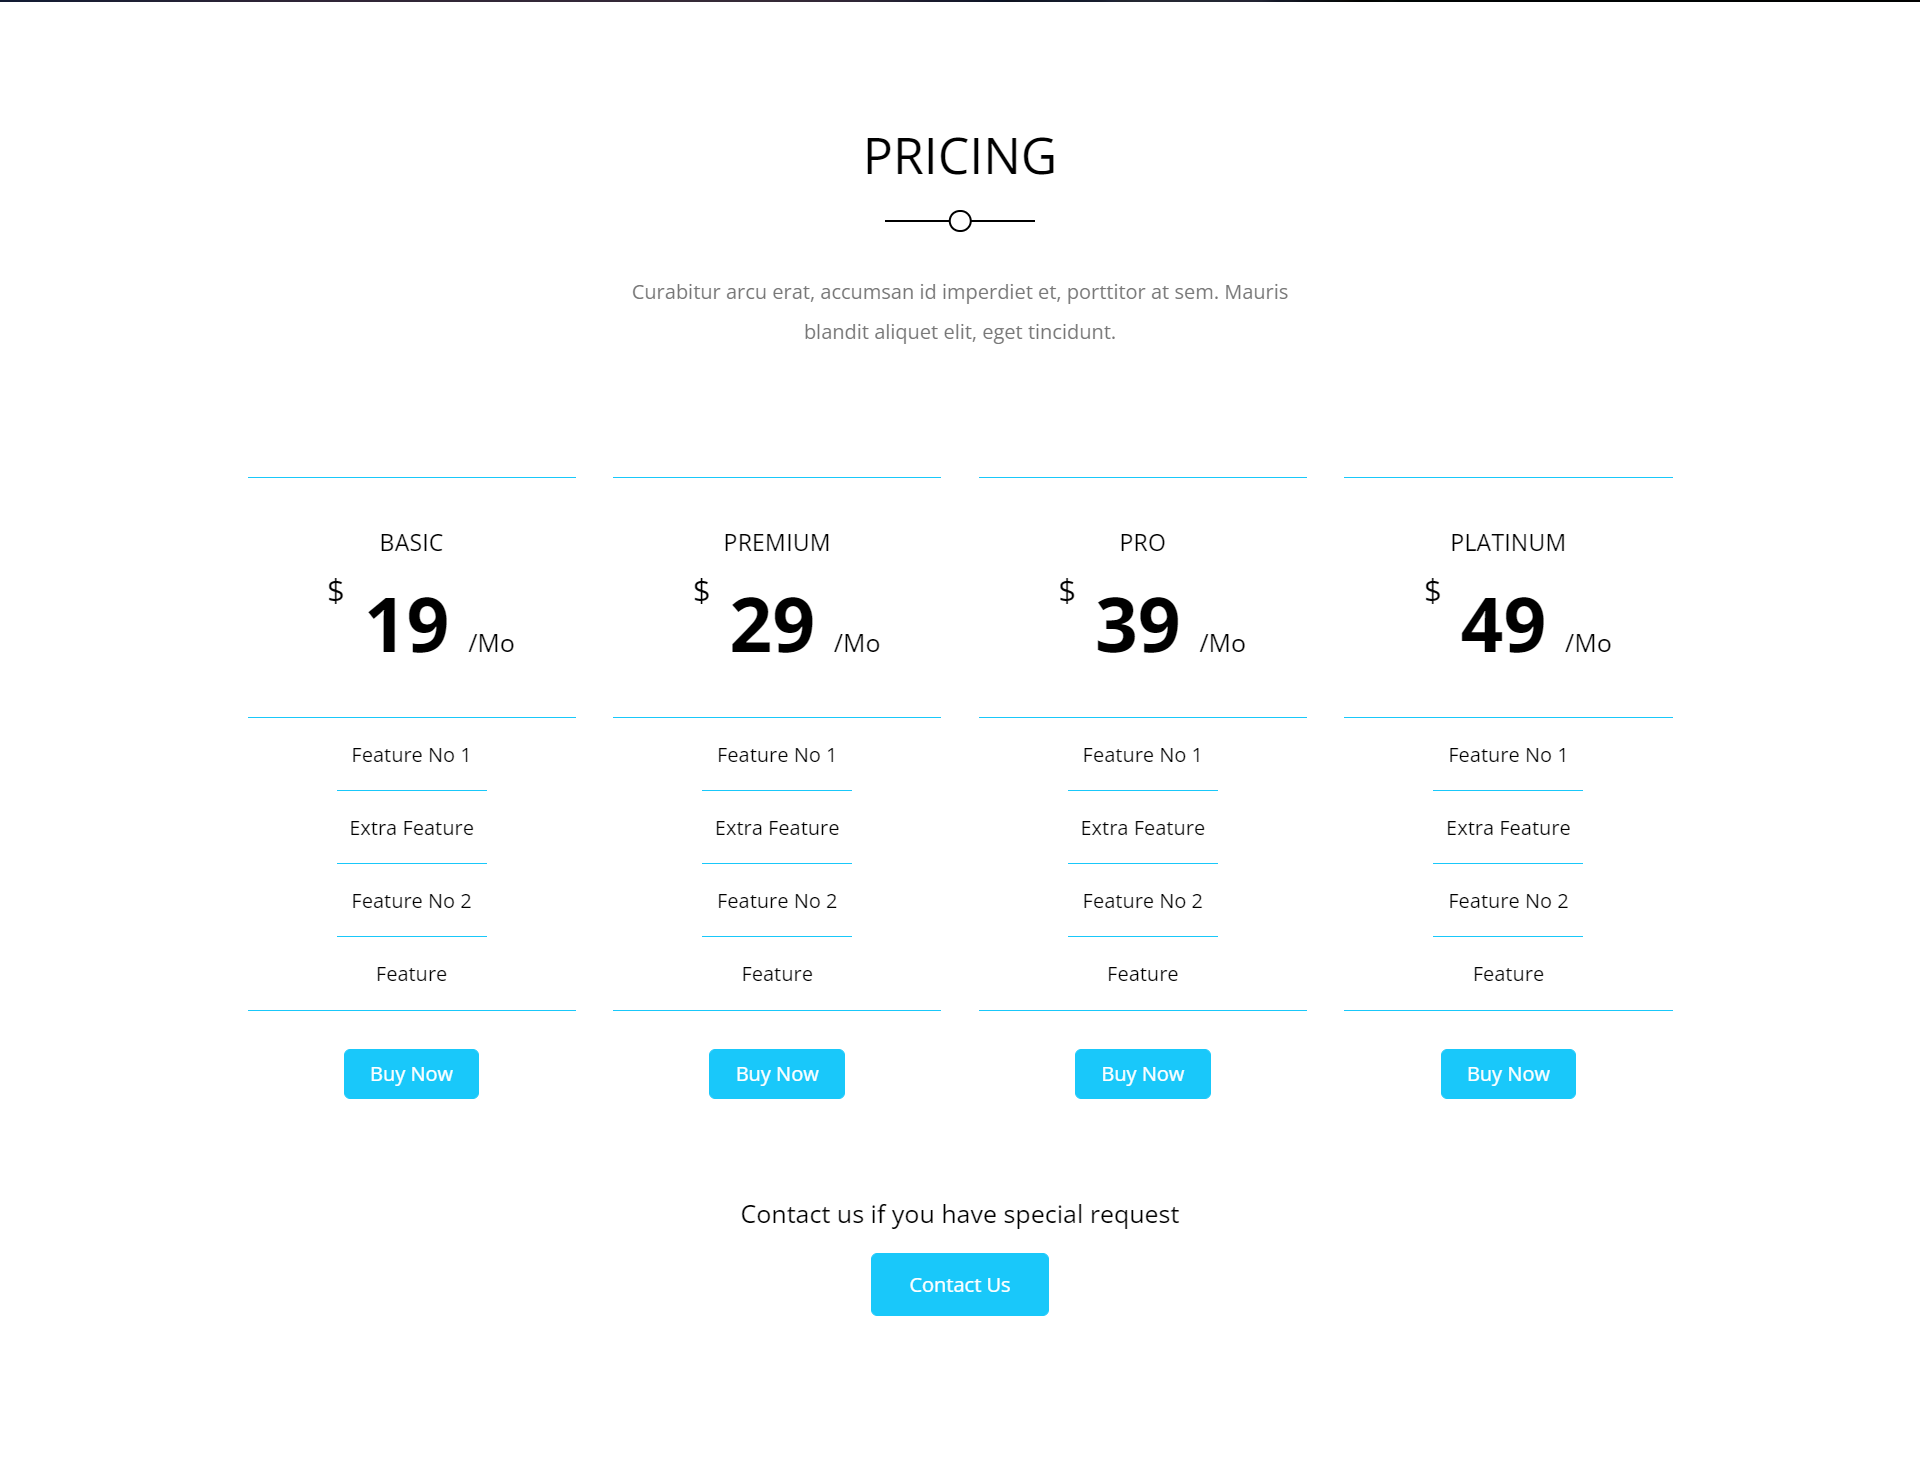 PRICING
Curabitur arcu erat, accumsan id imperdiet et, porttitor at sem. Mauris
blandit aliquet elit, eget tincidunt.
BASIC
$ 19 /Mo
Feature No 1
Extra Feature
Feature No 2
Feature
Buy Now
PREMIUM
$ 29 /Mo
Feature No 1
Extra Feature
Feature No 2
Feature
Buy Now
PRO
$ 39 /Mo
Feature No 1
Extra Feature
Feature No 2
Feature
Buy Now
PLATINUM
$ 49 /Mo
Feature No 1
Extra Feature
Feature No 2
Feature
Buy Now
Contact us if you have special request
Contact Us